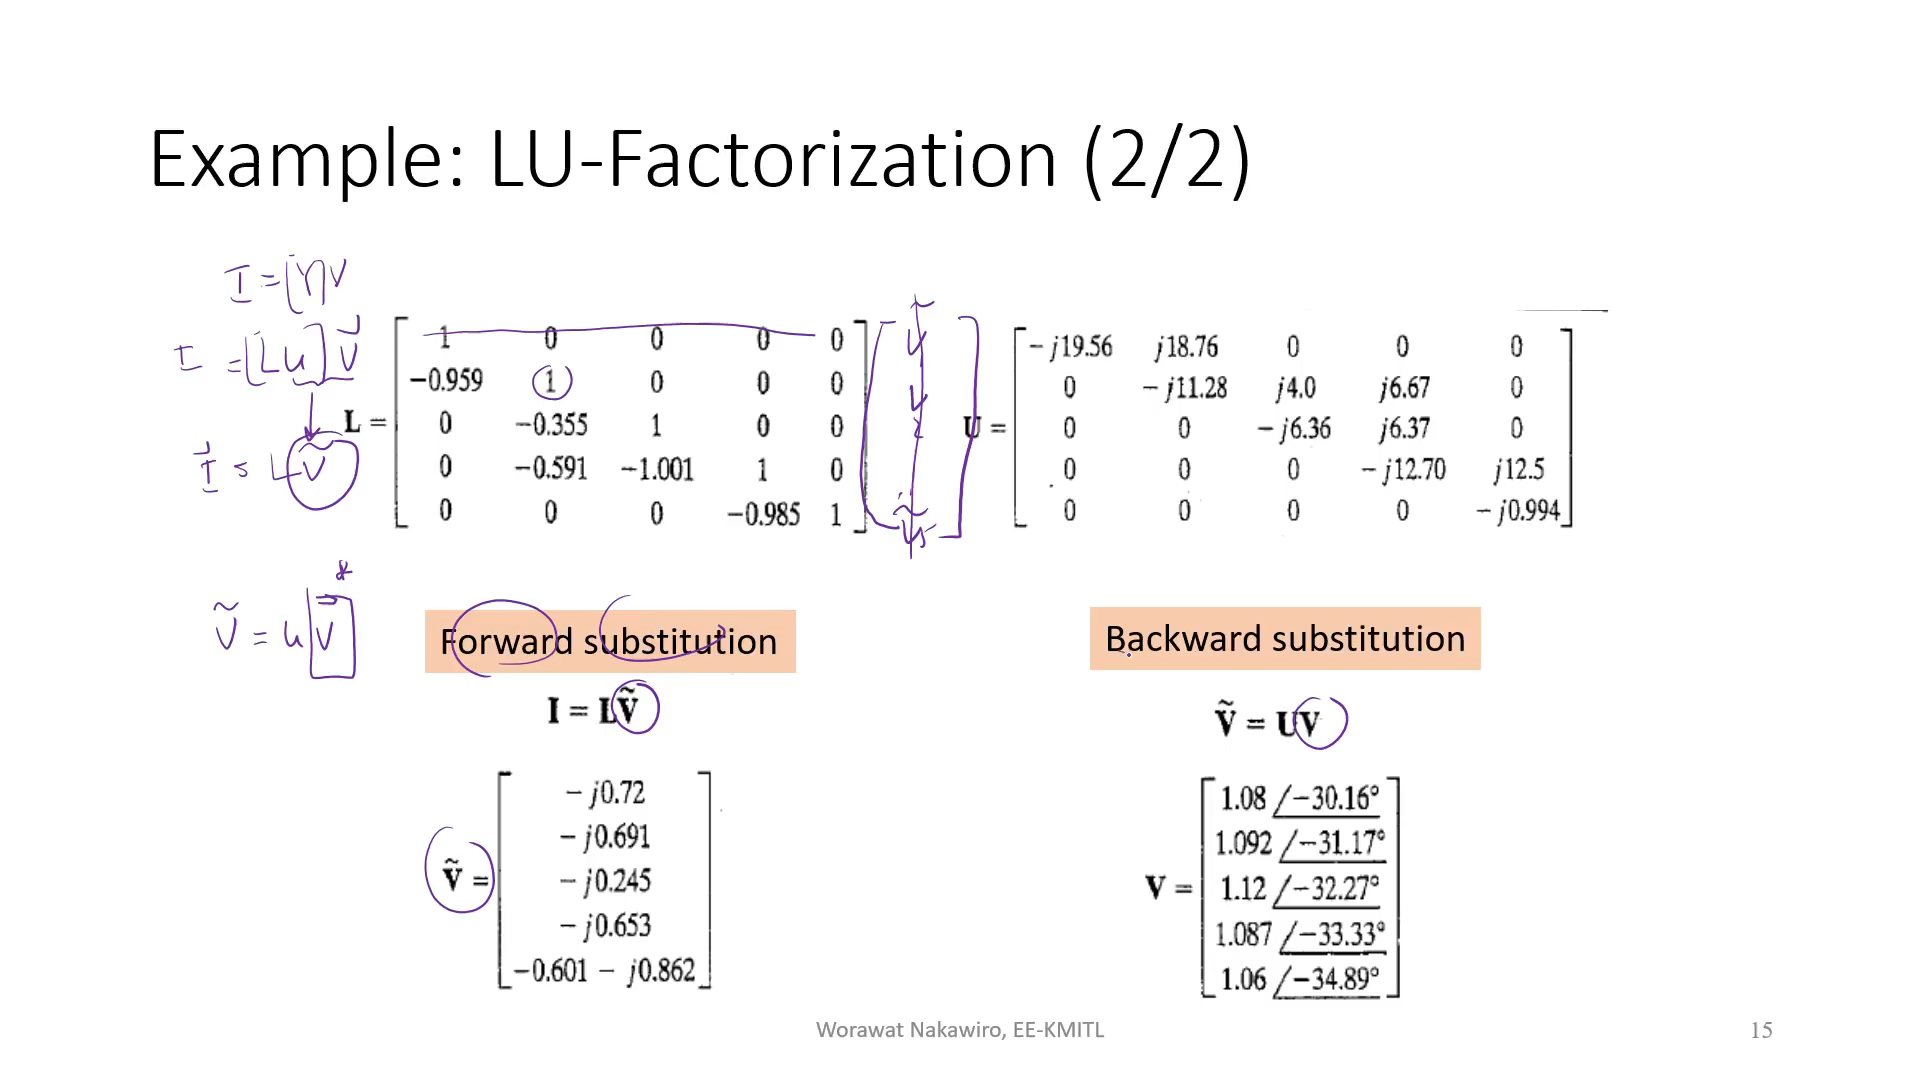 Example: LU-Factorization (2/2)
I = [Y]V
I = [Lu] V
I = LṼ
Ṽ = u V *
L =
1 0 0 0 0
−0.959 1 0 0 0
0 −0.355 1 0 0
0 −0.591 −1.001 1 0
0 0 0 −0.985 1
U =
−j19.56 j18.76 0 0 0
0 −j11.28 j4.0 j6.67 0
0 0 −j6.36 j6.37 0
0 0 0 −j12.70 j12.5
0 0 0 0 −j0.994
Forward substitution
I = LṼ
Ṽ =
−j0.72
−j0.691
−j0.245
−j0.653
−0.601 − j0.862
Backward substitution
Ṽ = UV
V =
1.08 /−30.16°
1.092 /−31.17°
1.12 /−32.27°
1.087 /−33.33°
1.06 /−34.89°
Worawat Nakawiro, EE-KMITL
15